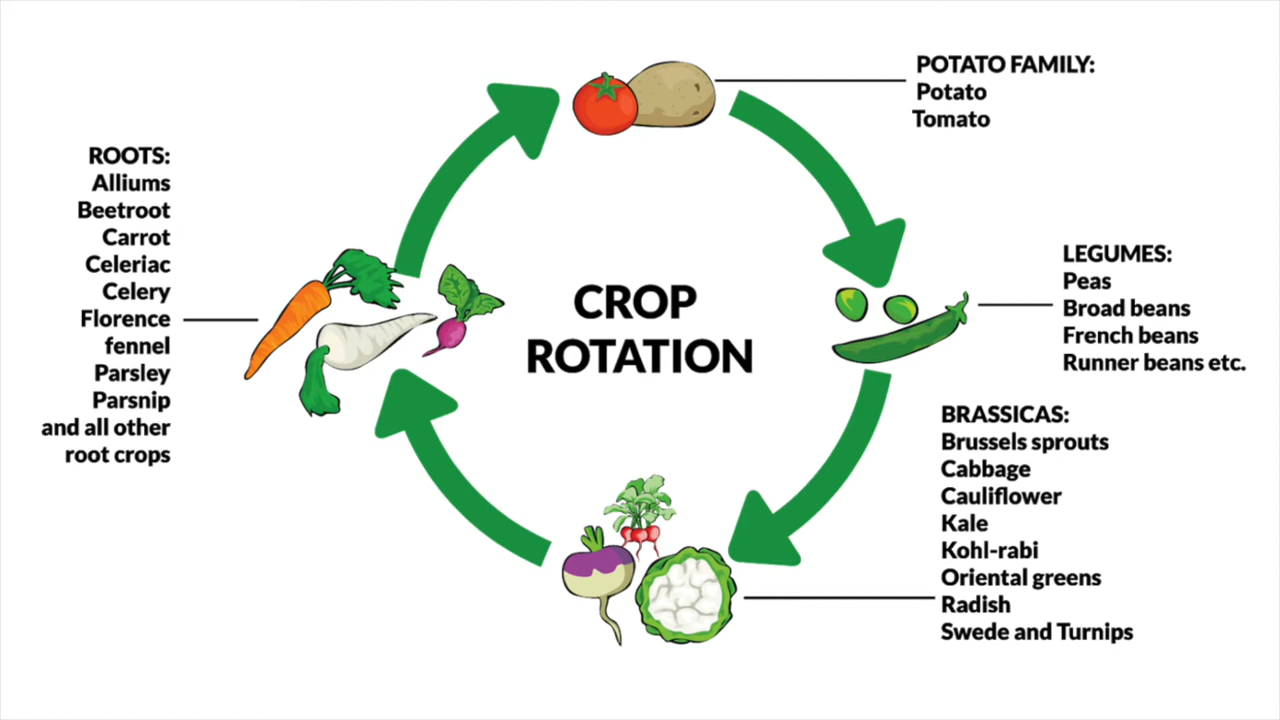 POTATO FAMILY:
Potato
Tomato
ROOTS:
Alliums
Beetroot
Carrot
Celeriac
Celery
Florence
fennel
Parsley
Parsnip
and all other
root crops
CROP
ROTATION
LEGUMES:
Peas
Broad beans
French beans
Runner beans etc.
BRASSICAS:
Brussels sprouts
Cabbage
Cauliflower
Kale
Kohl-rabi
Oriental greens
Radish
Swede and Turnips